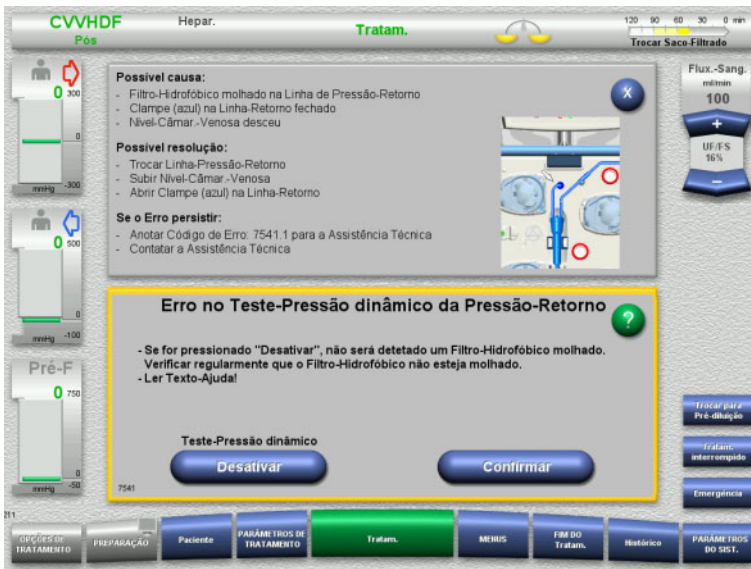 CVVHDF
Pós
Hepar.
Tratam.
120 90 60 30 0 min
Trocar Saco-Filtrado
0
300
0
mmHg -300
0
500
0
mmHg -100
Pré-F
0
750
0
mmHg -50
Possível causa:
- Filtro-Hidrofóbico molhado na Linha de Pressão-Retorno
- Clampe (azul) na Linha-Retorno fechado
- Nível-Câmar.-Venosa desceu
Possível resolução:
- Trocar Linha-Pressão-Retorno
- Subir Nível-Câmar.-Venosa
- Abrir Clampe (azul) na Linha-Retorno
Se o Erro persistir:
- Anotar Código de Erro: 7541.1 para a Assistência Técnica
- Contatar a Assistência Técnica
X
Flux.-Sang.
ml/min
100
+
UF/FS
16%
−
Erro no Teste-Pressão dinâmico da Pressão-Retorno
?
- Se for pressionado "Desativar", não será detetado um Filtro-Hidrofóbico molhado.
Verificar regularmente que o Filtro-Hidrofóbico não esteja molhado.
- Ler Texto-Ajuda!
Teste-Pressão dinâmico
Desativar
Confirmar
7541
Trocar para
Pré-diluição
Tratam.
interrompido
Emergência
211
OPÇÕES DE
TRATAMENTO
PREPARAÇÃO
Paciente
PARÂMETROS DE
TRATAMENTO
Tratam.
MENUS
FIM DO
Tratam.
Histórico
PARÂMETROS
DO SIST.